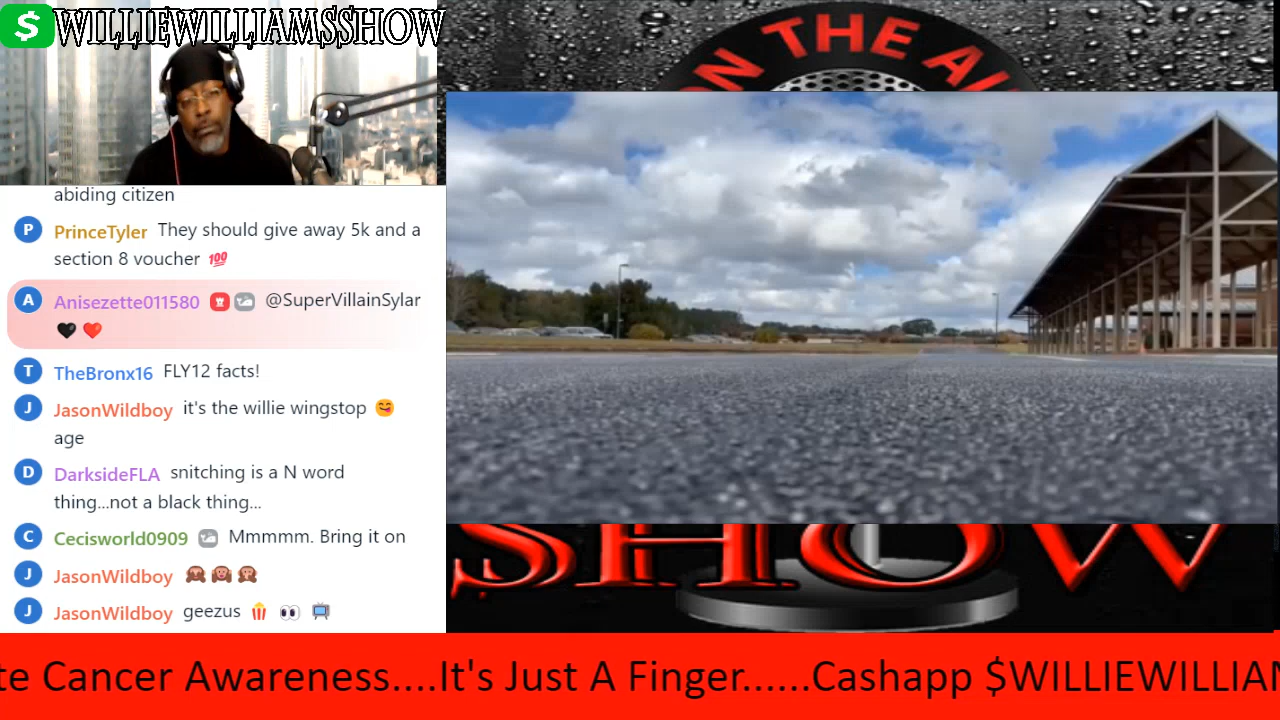 $WILLIEWILLIAMSSHOW
ON THE AI
abiding citizen
P PrinceTyler They should give away 5k and a
section 8 voucher 💯
A Anisezette011580 @SuperVillainSylar
🖤 ❤️
T TheBronx16 FLY12 facts!
J JasonWildboy it's the willie wingstop 😋
age
D DarksideFLA snitching is a N word
thing...not a black thing...
C Cecisworld0909 Mmmmm. Bring it on
J JasonWildboy 🙈 🙉 🙊
J JasonWildboy geezus 🍿 👀 📺
SHOW
te Cancer Awareness....It's Just A Finger......Cashapp $WILLIEWILLIAM